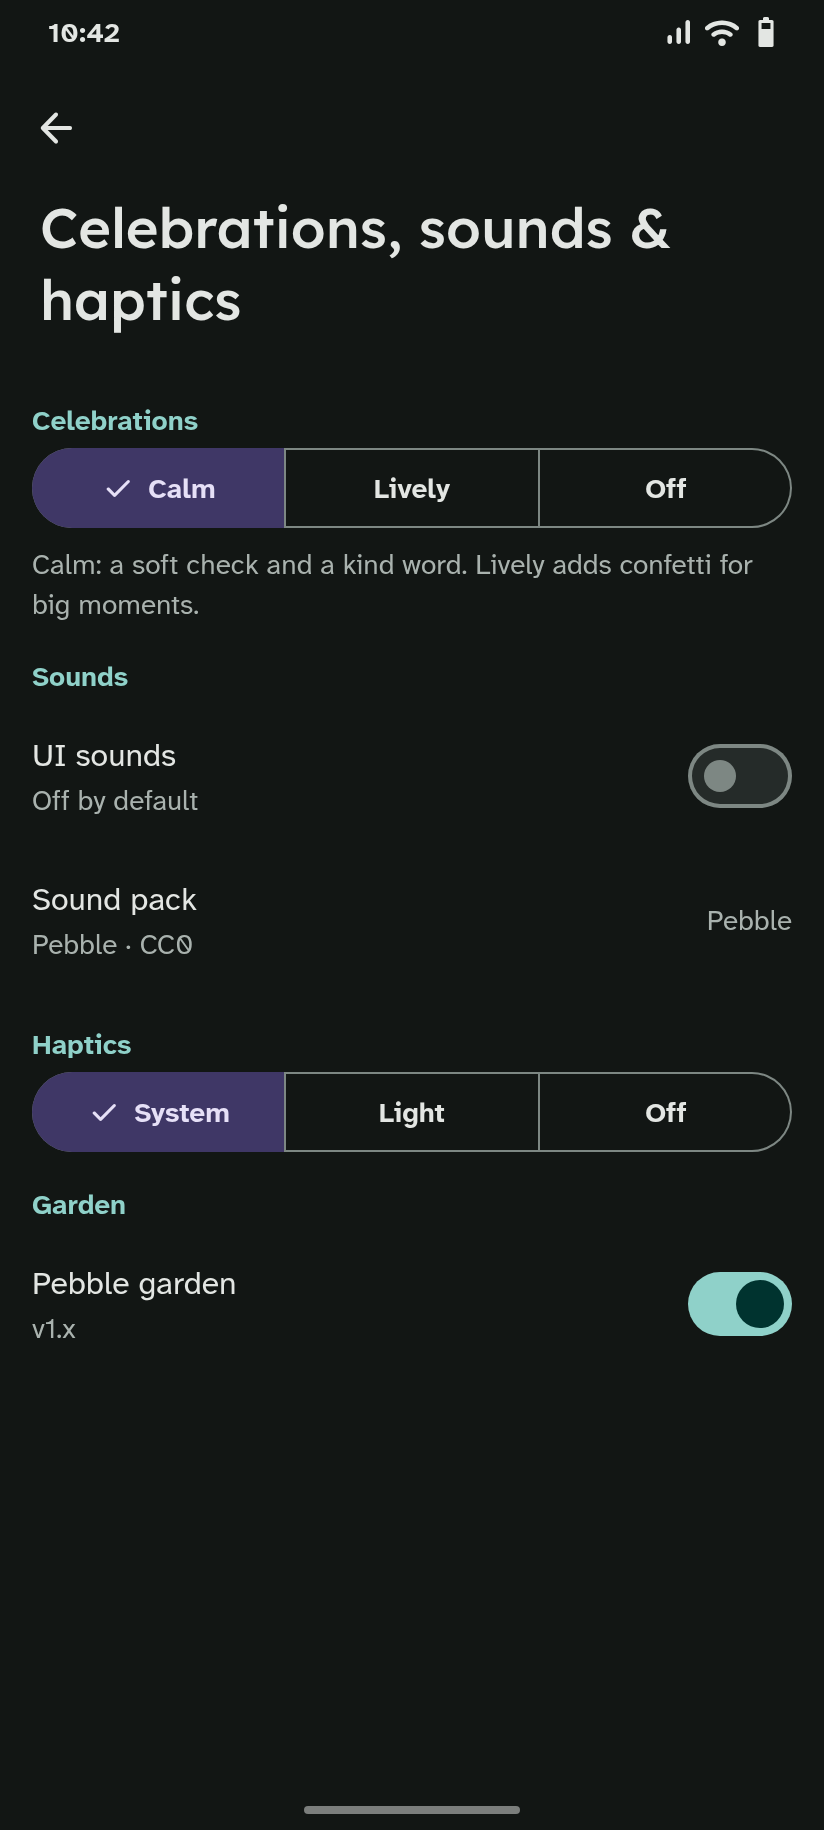 10:42
Celebrations, sounds &
haptics
Celebrations
Calm
Lively
Off
Calm: a soft check and a kind word. Lively adds confetti for
big moments.
Sounds
UI sounds
Off by default
Sound pack
Pebble · CC0
Pebble
Haptics
System
Light
Off
Garden
Pebble garden
v1.x